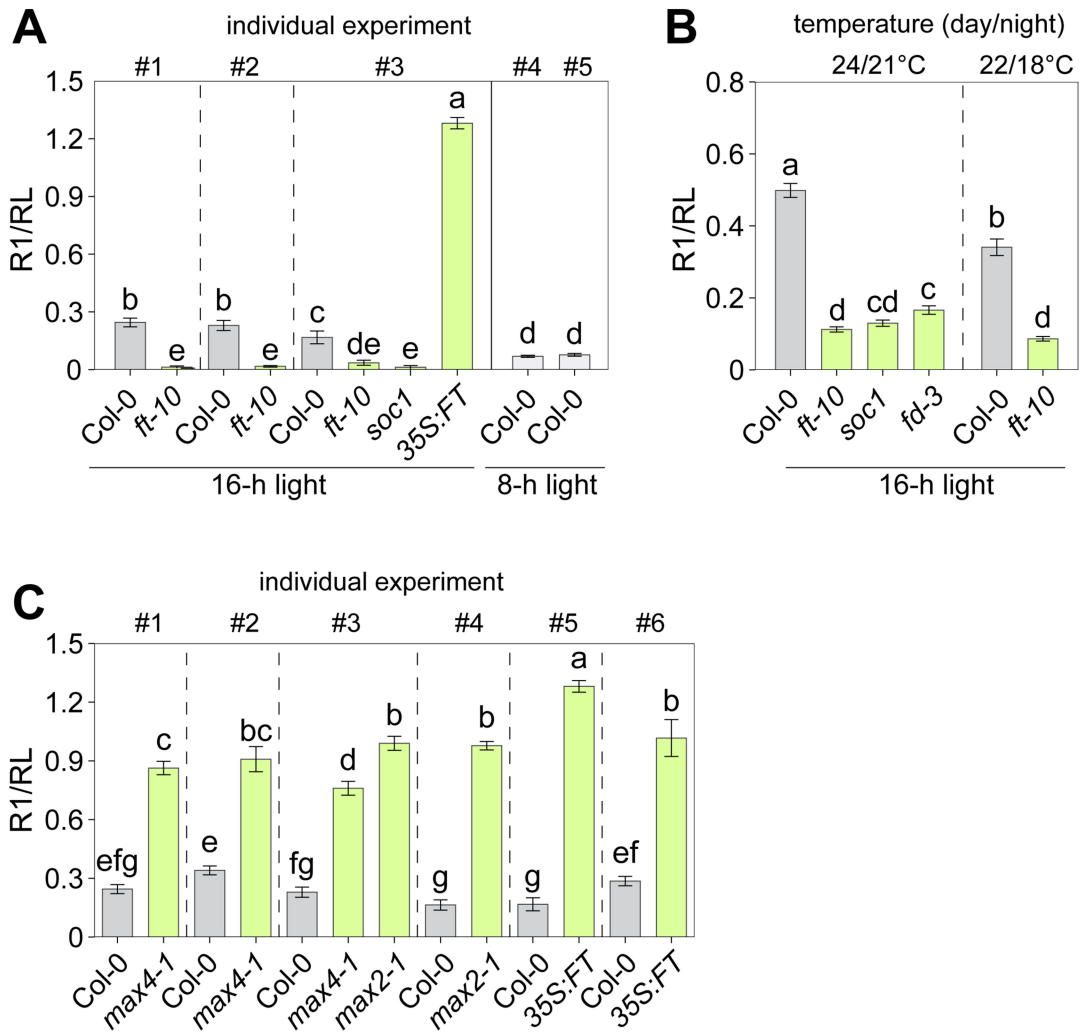 A
individual experiment
#1 #2 #3 #4 #5
R1/RL
1.5
1.2
0.9
0.6
0.3
0
b e b e c de e a d d
Col-0 ft-10 Col-0 ft-10 Col-0 ft-10 soc1 35S:FT Col-0 Col-0
16-h light 8-h light
B
temperature (day/night)
24/21°C 22/18°C
R1/RL
0.8
0.6
0.4
0.2
0
a d cd c b d
Col-0 ft-10 soc1 fd-3 Col-0 ft-10
16-h light
C
individual experiment
#1 #2 #3 #4 #5 #6
R1/RL
1.5
1.2
0.9
0.6
0.3
0
efg c e bc fg d b g b g a ef b
Col-0 max4-1 Col-0 max4-1 Col-0 max4-1 max2-1 Col-0 max2-1 Col-0 35S:FT Col-0 35S:FT